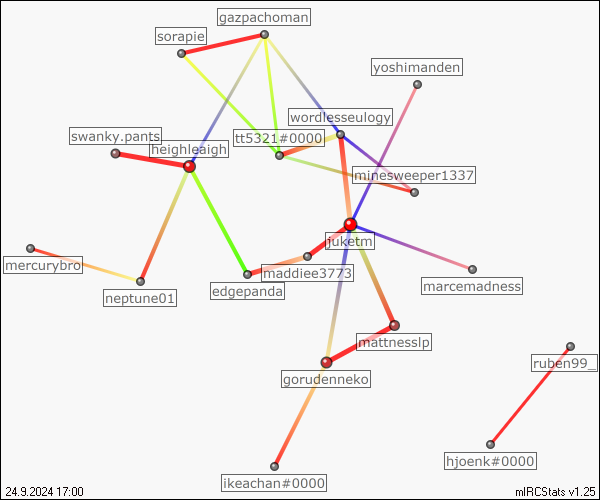 gazpachoman
sorapie
yoshimanden
wordlesseulogy
swanky.pants
tt5321#0000
heighleaigh
minesweeper1337
juketm
mercurybro
maddiee3773
edgepanda
marcemadness
neptune01
mattnesslp
ruben99_
gorudenneko
hjoenk#0000
ikeachan#0000
24.9.2024 17:00
mIRCStats v1.25